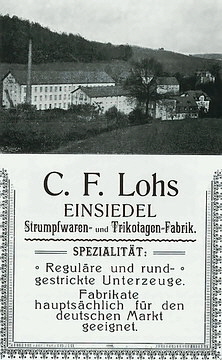 C. F. Lohs
EINSIEDEL
Strumpfwaren- und Trikotagen-Fabrik.
SPEZIALITÄT:
Reguläre und rund-
gestrickte Unterzeuge.
Fabrikate
hauptsächlich für den
deutschen Markt
geeignet.